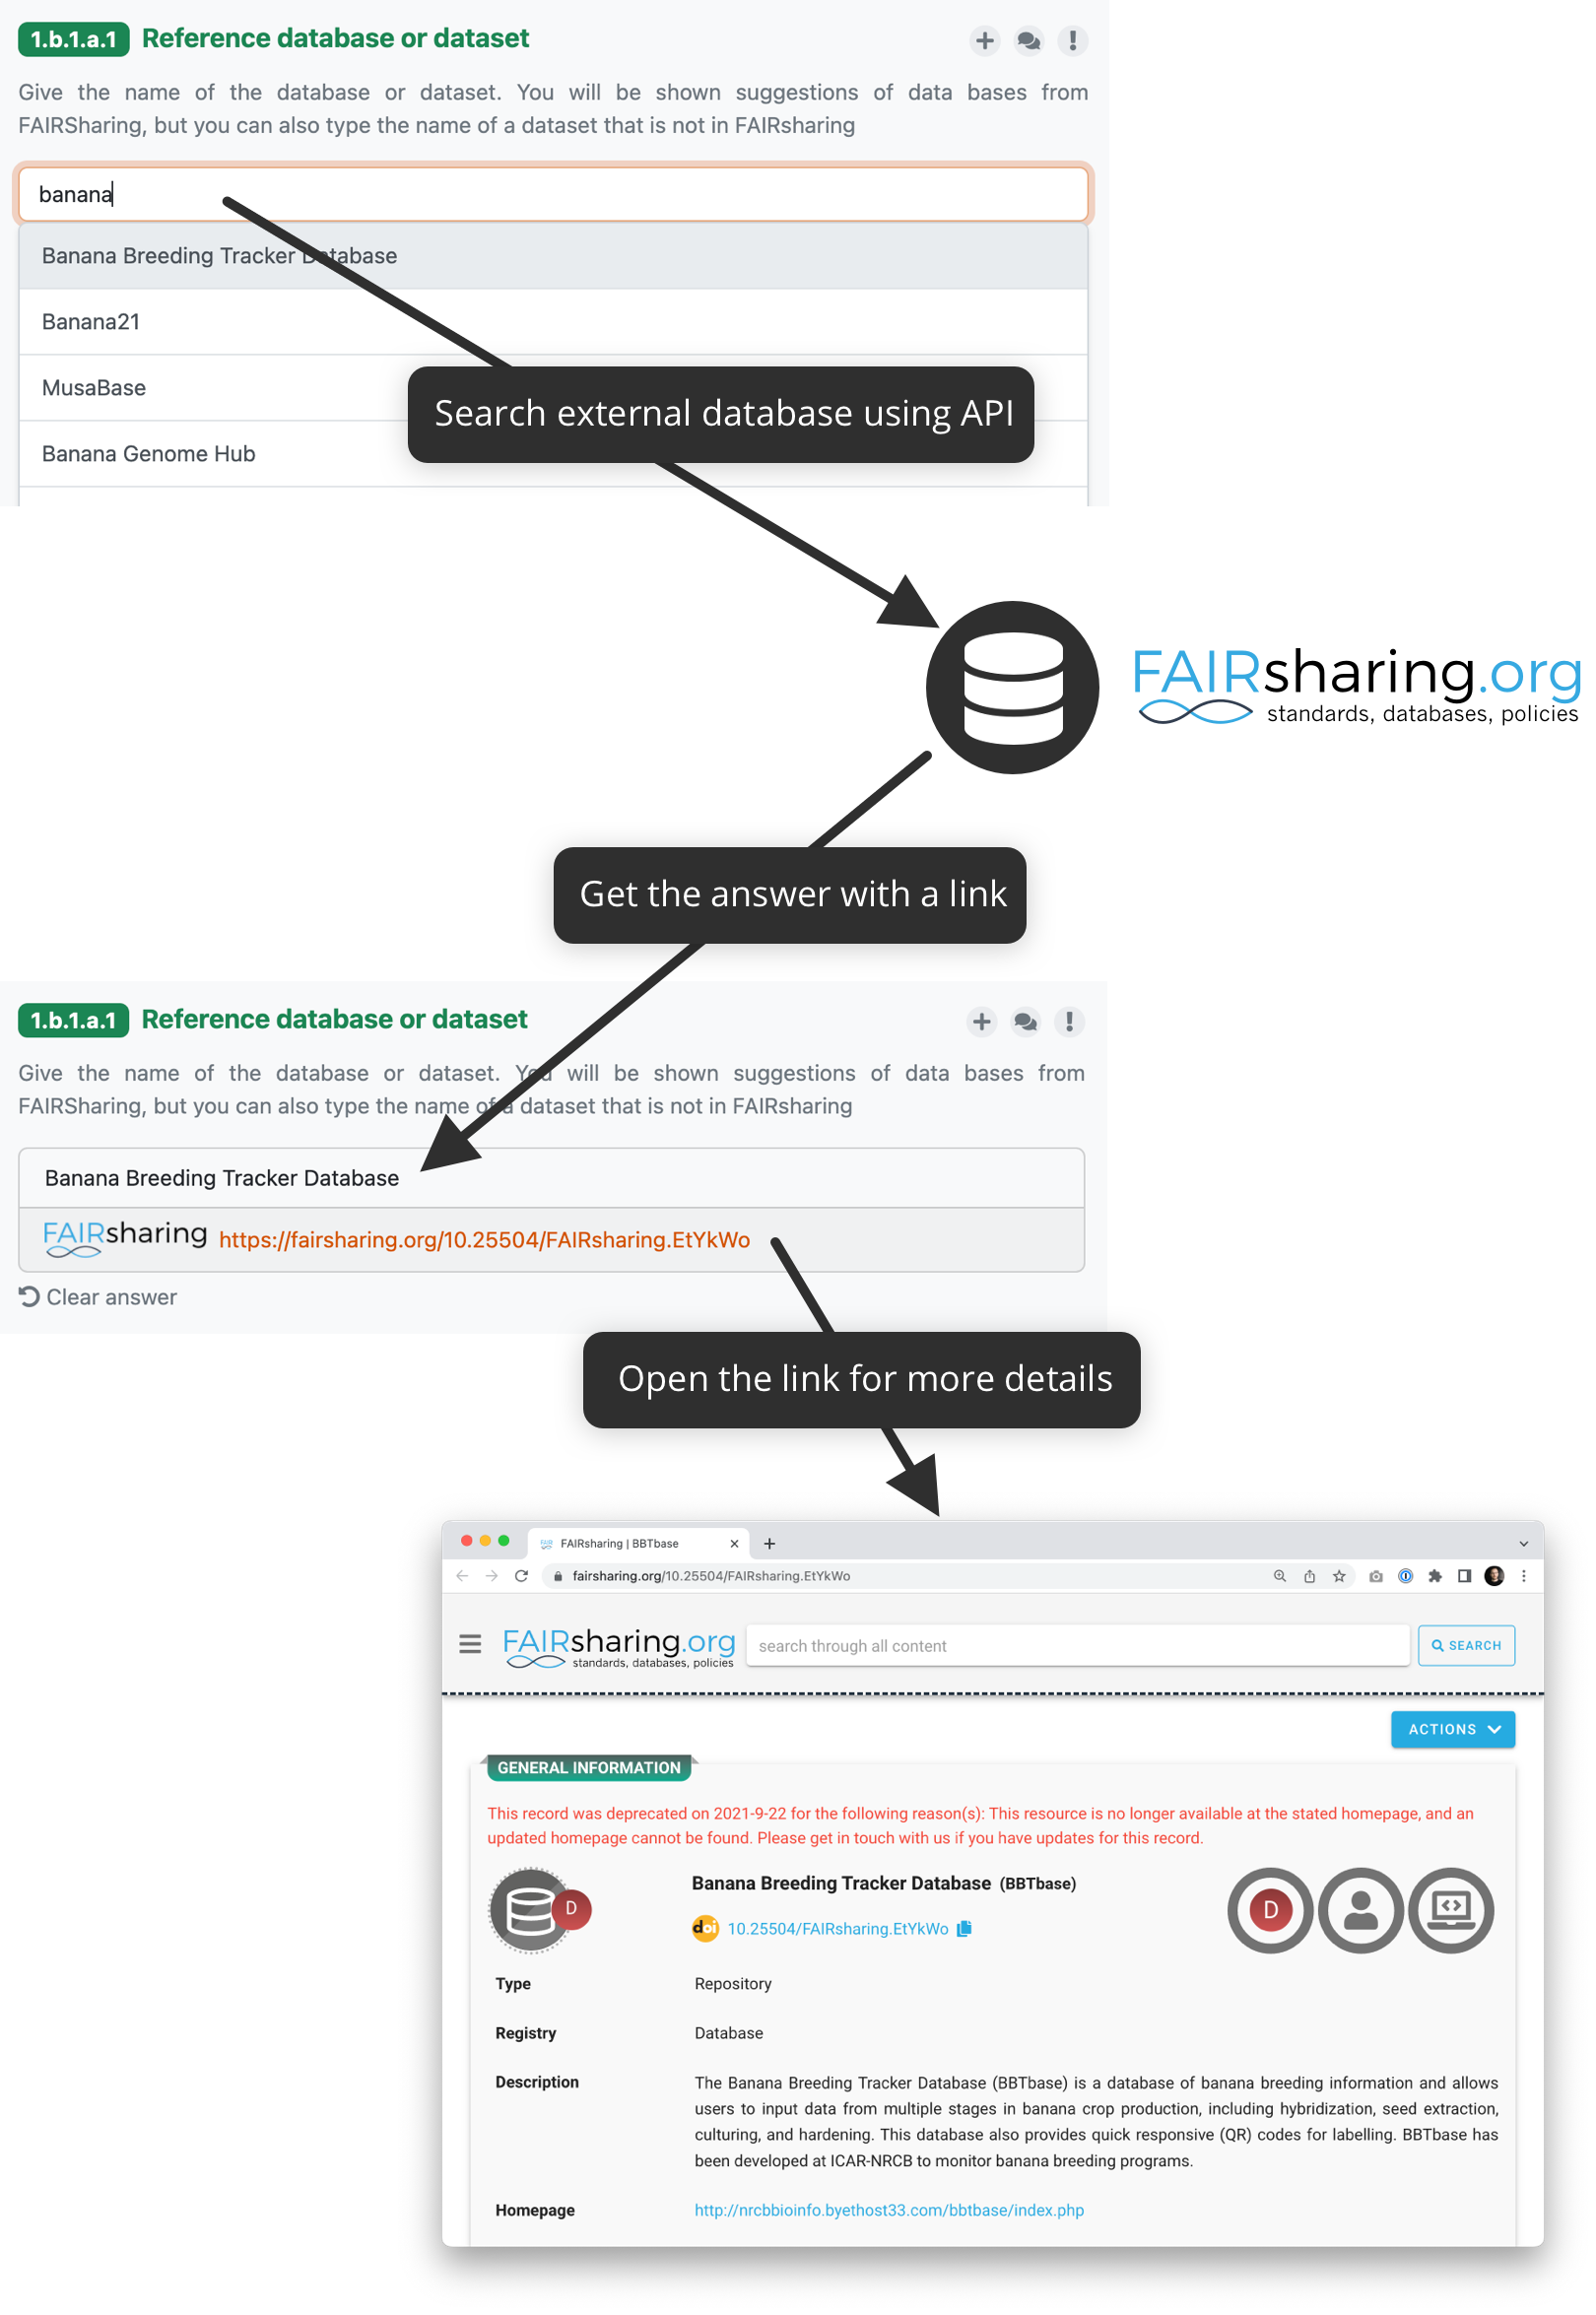 1.b.1.a.1 Reference database or dataset
Give the name of the database or dataset. You will be shown suggestions of data bases from
FAIRSharing, but you can also type the name of a dataset that is not in FAIRsharing
banana
Banana Breeding Tracker Database
Banana21
MusaBase
Search external database using API
Banana Genome Hub
FAIRsharing.org
standards, databases, policies
Get the answer with a link
1.b.1.a.1 Reference database or dataset
Give the name of the database or dataset. You will be shown suggestions of data bases from
FAIRSharing, but you can also type the name of a dataset that is not in FAIRsharing
Banana Breeding Tracker Database
FAIRsharing https://fairsharing.org/10.25504/FAIRsharing.EtYkWo
Clear answer
Open the link for more details
FAIRsharing | BBTbase
fairsharing.org/10.25504/FAIRsharing.EtYkWo
FAIRsharing.org
standards, databases, policies
search through all content
SEARCH
ACTIONS
GENERAL INFORMATION
This record was deprecated on 2021-9-22 for the following reason(s): This resource is no longer available at the stated homepage, and an
updated homepage cannot be found. Please get in touch with us if you have updates for this record.
D
Banana Breeding Tracker Database (BBTbase)
D
doi 10.25504/FAIRsharing.EtYkWo
Type Repository
Registry Database
Description The Banana Breeding Tracker Database (BBTbase) is a database of banana breeding information and allows
users to input data from multiple stages in banana crop production, including hybridization, seed extraction,
culturing, and hardening. This database also provides quick responsive (QR) codes for labelling. BBTbase has
been developed at ICAR-NRCB to monitor banana breeding programs.
Homepage http://nrcbbioinfo.byethost33.com/bbtbase/index.php